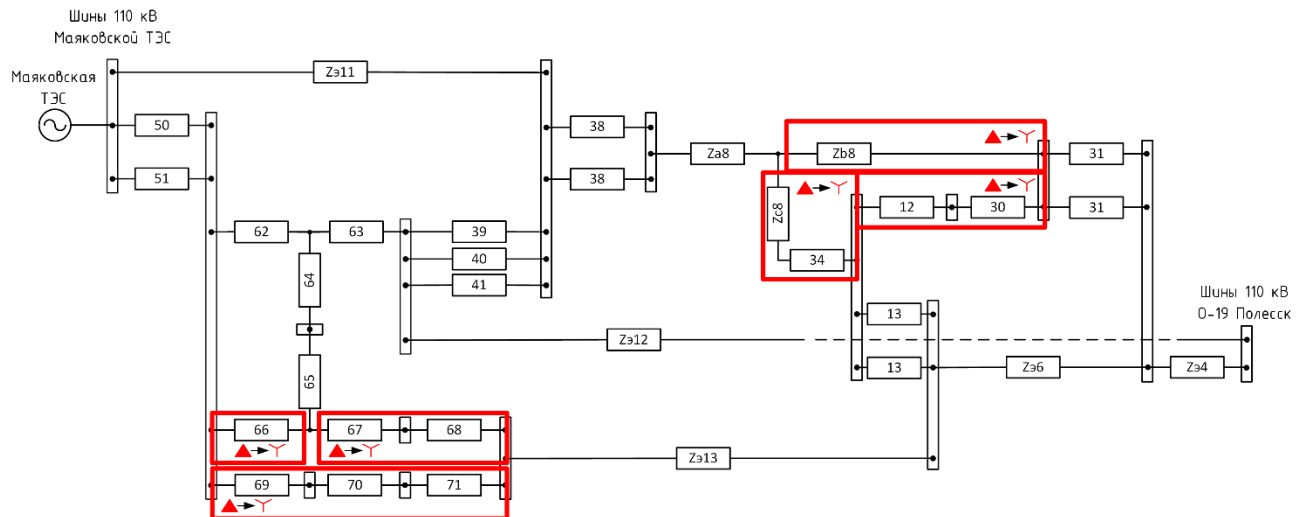 Шины 110 кВ
Маяковской ТЭС
Маяковская
ТЭС
Zэ11
50
38
Za8
Zb8
31
51
38
Zc8
12
30
31
62
63
39
34
64
40
41
Шины 110 кВ
О-19 Полесск
13
Zэ12
65
13
Zэ6
Zэ4
66
67
68
Zэ13
69
70
71